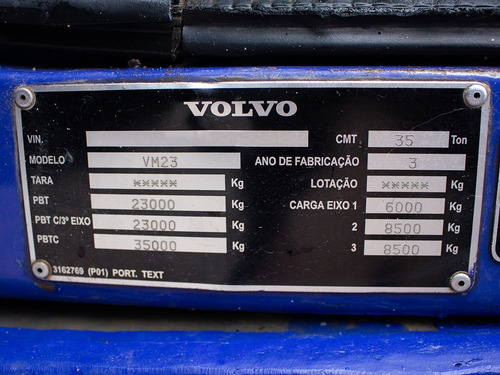 VOLVO
VIN. CMT 35 Ton
MODELO VM23 ANO DE FABRICAÇÃO 3
TARA ***** Kg LOTAÇÃO ***** Kg
PBT 23000 Kg CARGA EIXO 1 6000 Kg
PBT C/3º EIXO 23000 Kg 2 8500 Kg
PBTC 35000 Kg 3 8500 Kg
3162769 (P01) PORT. TEXT